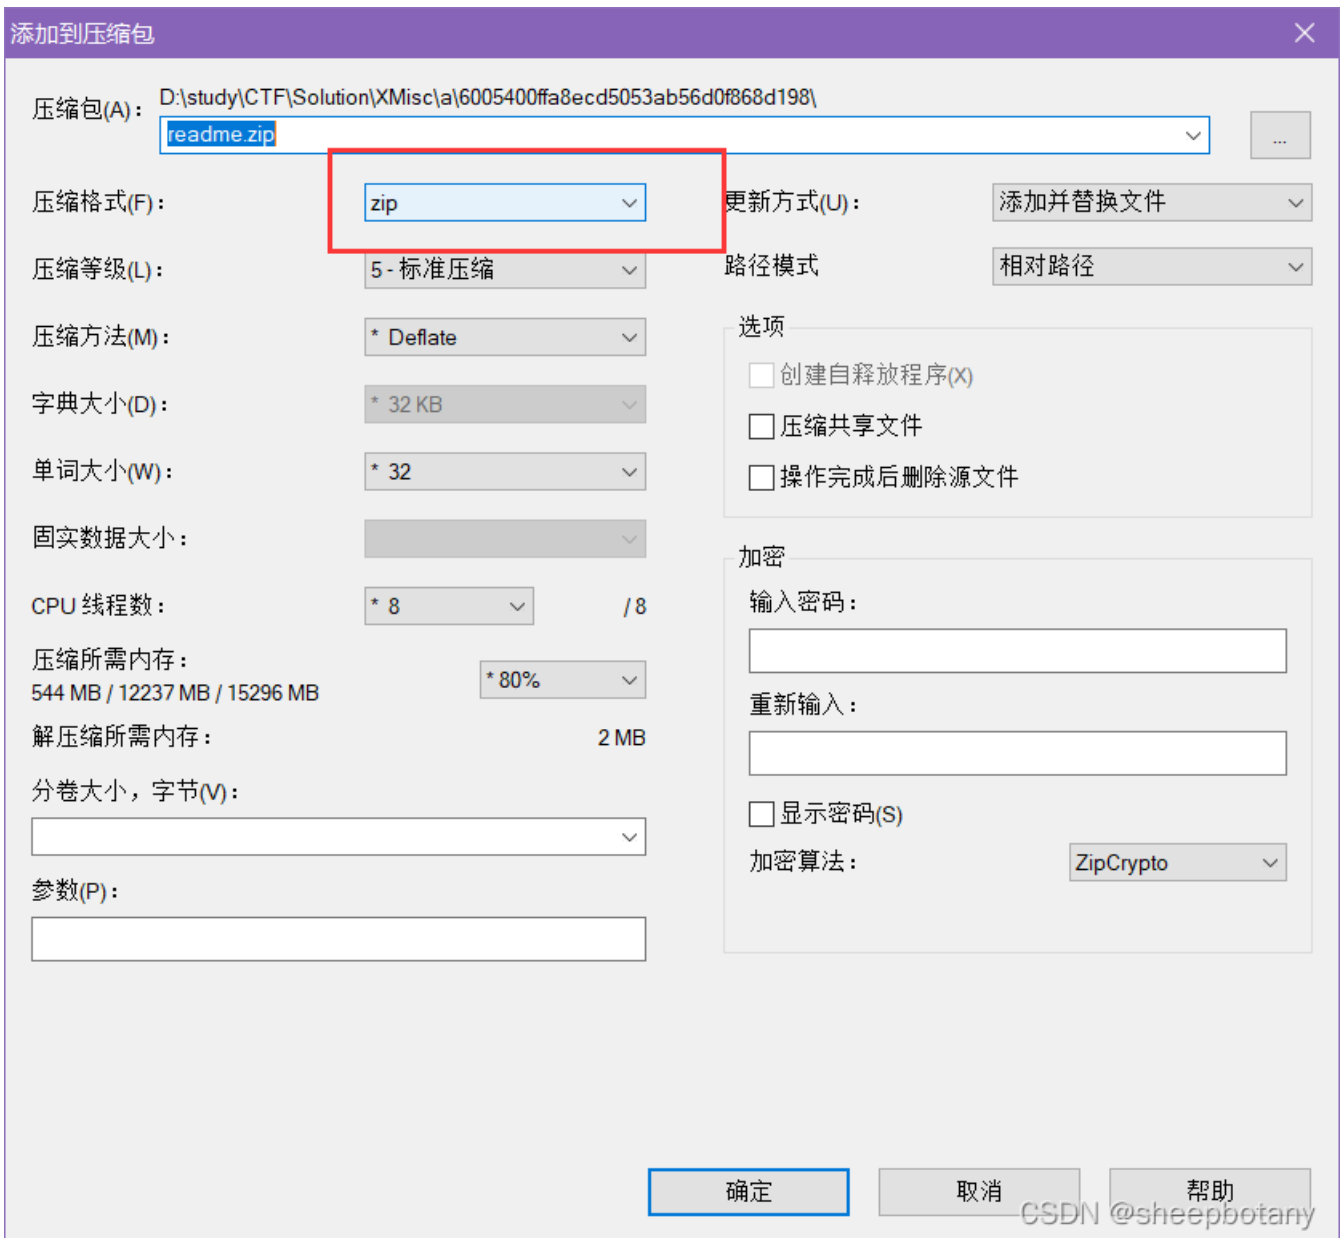 添加到压缩包
压缩包(A)：
D:\study\CTF\Solution\XMisc\a\6005400ffa8ecd5053ab56d0f868d198\
readme.zip
...
压缩格式(F)：
zip
压缩等级(L)：
5 - 标准压缩
压缩方法(M)：
* Deflate
字典大小(D)：
* 32 KB
单词大小(W)：
* 32
固实数据大小：
CPU 线程数：
* 8
/ 8
压缩所需内存：
544 MB / 12237 MB / 15296 MB
* 80%
解压缩所需内存：
2 MB
分卷大小，字节(V)：
参数(P)：
更新方式(U)：
添加并替换文件
路径模式
相对路径
选项
创建自释放程序(X)
压缩共享文件
操作完成后删除源文件
加密
输入密码：
重新输入：
显示密码(S)
加密算法：
ZipCrypto
确定
取消
帮助
CSDN @sheepbotany